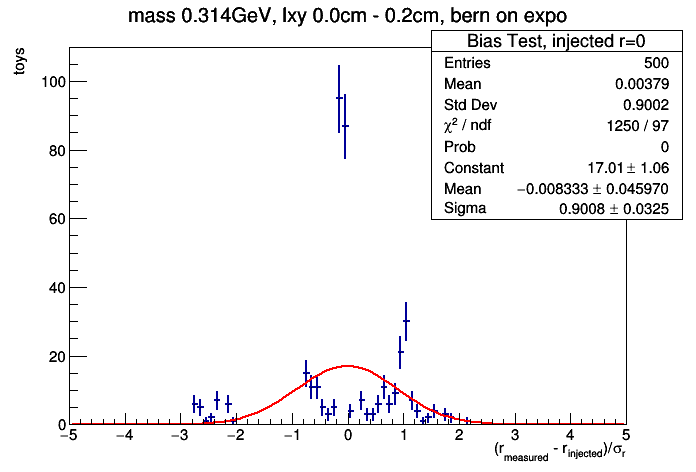 mass 0.314GeV, lxy 0.0cm - 0.2cm, bern on expo
Bias Test, injected r=0
Entries 500
Mean 0.00379
Std Dev 0.9002
χ² / ndf 1250 / 97
Prob 0
Constant 17.01 ± 1.06
Mean −0.008333 ± 0.045970
Sigma 0.9008 ± 0.0325
toys
100
80
60
40
20
0
−5 −4 −3 −2 −1 0 1 2 3 4 5
(r_measured - r_injected)/σ_r